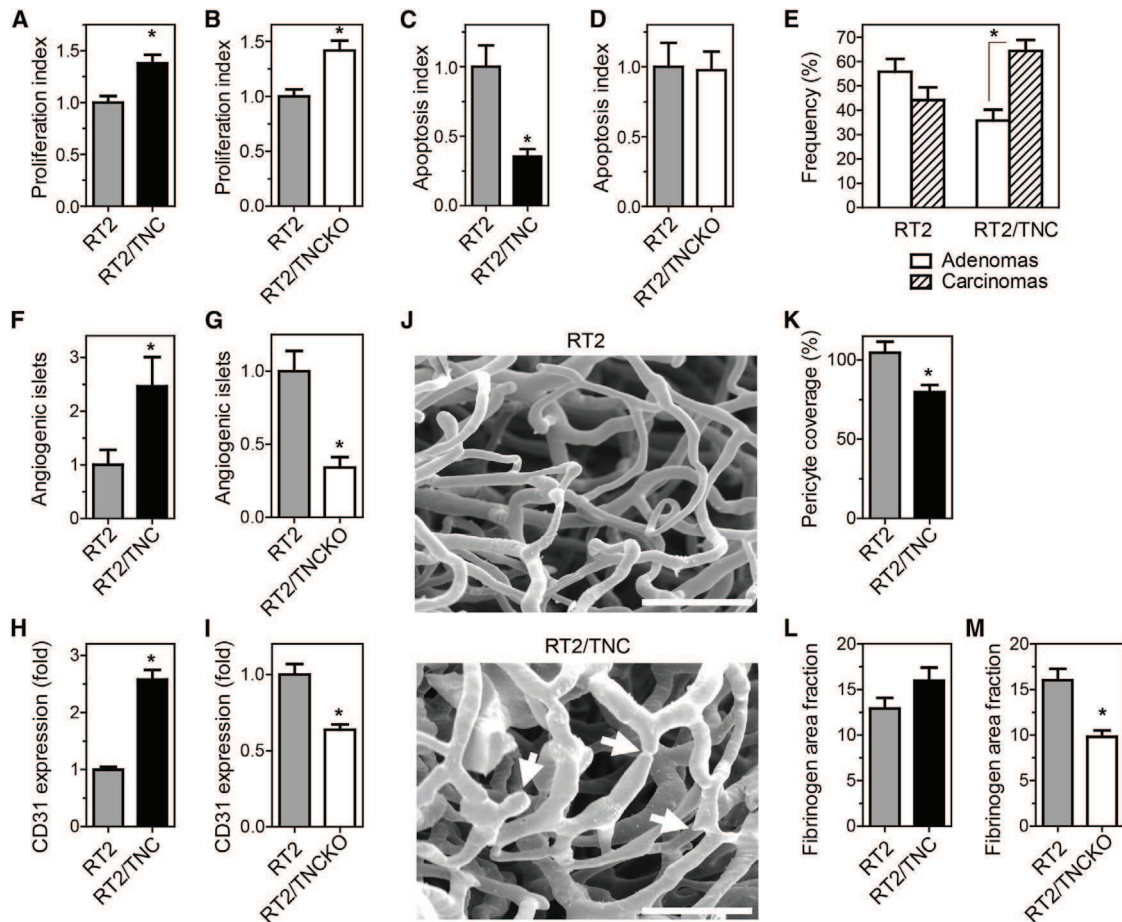 A
Proliferation index
1.5
1.0
0.5
0.0
*
RT2
RT2/TNC
B
Proliferation index
1.5
1.0
0.5
0.0
*
RT2
RT2/TNCKO
C
Apoptosis index
1.0
0.5
0.0
*
RT2
RT2/TNC
D
Apoptosis index
1.0
0.5
0.0
RT2
RT2/TNCKO
E
Frequency (%)
70
60
50
40
30
20
10
0
*
RT2
RT2/TNC
Adenomas
Carcinomas
F
Angiogenic islets
3
2
1
0
*
RT2
RT2/TNC
G
Angiogenic islets
1.0
0.5
0.0
*
RT2
RT2/TNCKO
J
RT2
RT2/TNC
K
Pericyte coverage (%)
100
50
0
*
RT2
RT2/TNC
H
CD31 expression (fold)
3
2
1
0
*
RT2
RT2/TNC
I
CD31 expression (fold)
1.0
0.5
0.0
*
RT2
RT2/TNCKO
L
Fibrinogen area fraction
20
15
10
5
0
RT2
RT2/TNC
M
Fibrinogen area fraction
20
15
10
5
0
*
RT2
RT2/TNCKO